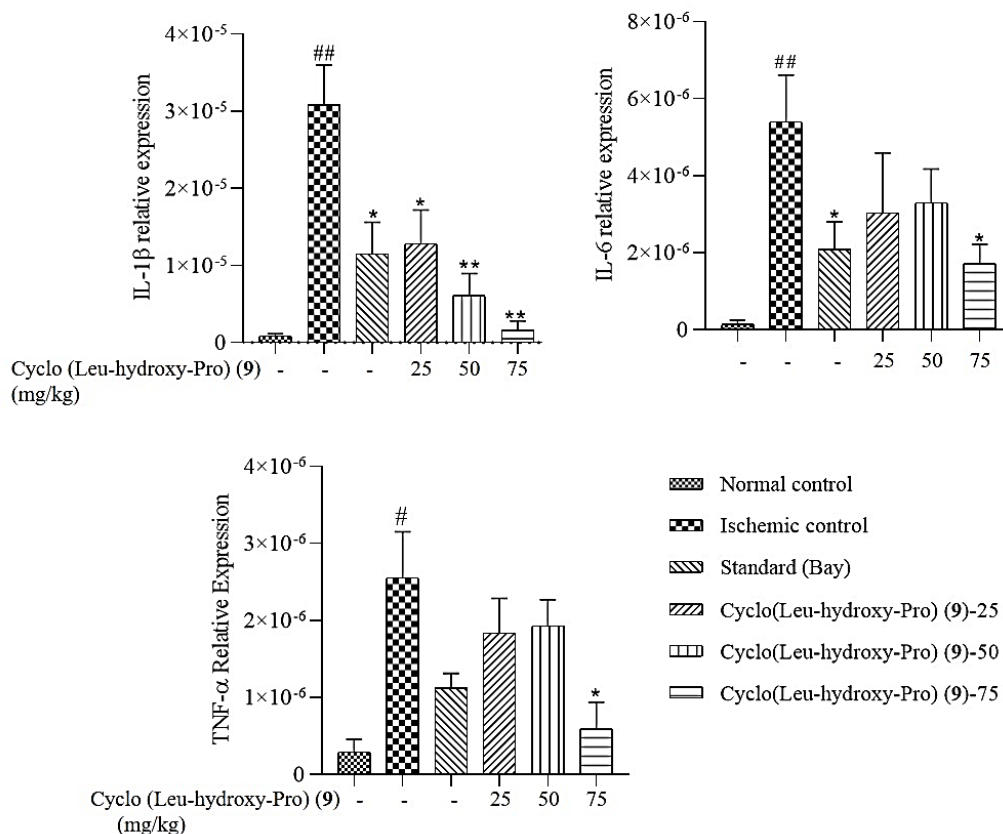 4×10⁻⁵
3×10⁻⁵
2×10⁻⁵
1×10⁻⁵
0
IL-1β relative expression
##
*
*
**
**
Cyclo (Leu-hydroxy-Pro) (9) - - - 25 50 75
(mg/kg)
8×10⁻⁶
6×10⁻⁶
4×10⁻⁶
2×10⁻⁶
0
IL-6 relative expression
##
*
*
- - - 25 50 75
4×10⁻⁶
3×10⁻⁶
2×10⁻⁶
1×10⁻⁶
0
TNF-α Relative Expression
#
*
Cyclo (Leu-hydroxy-Pro) (9) - - - 25 50 75
(mg/kg)
Normal control
Ischemic control
Standard (Bay)
Cyclo(Leu-hydroxy-Pro) (9)-25
Cyclo(Leu-hydroxy-Pro) (9)-50
Cyclo(Leu-hydroxy-Pro) (9)-75